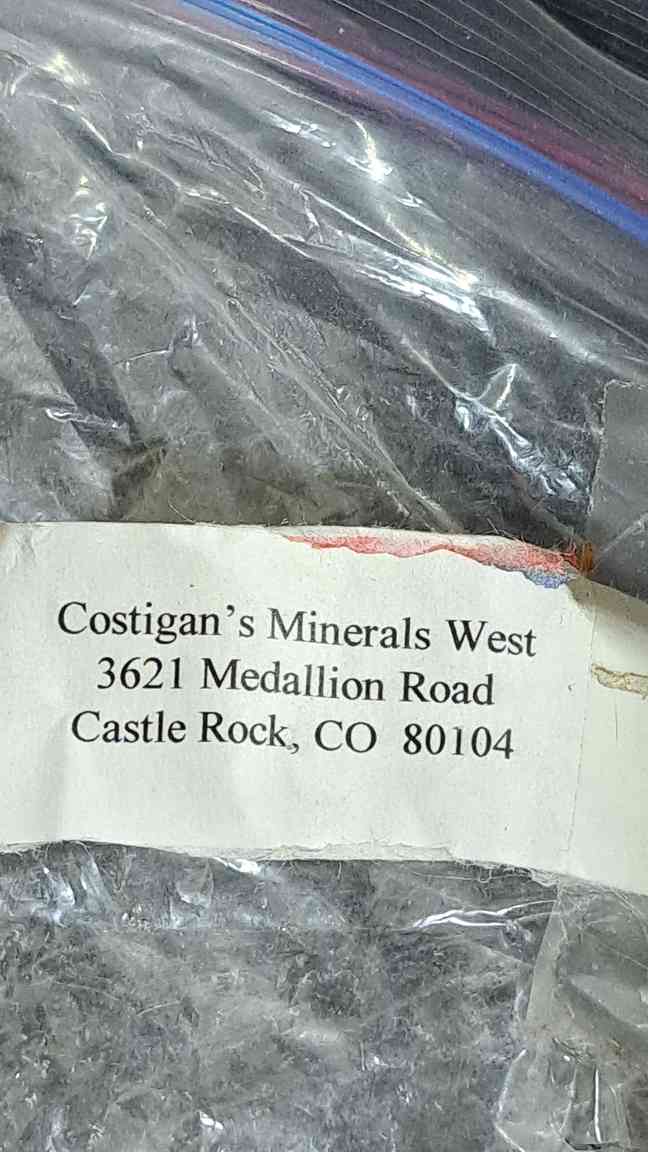 Costigan’s Minerals West
3621 Medallion Road
Castle Rock, CO 80104